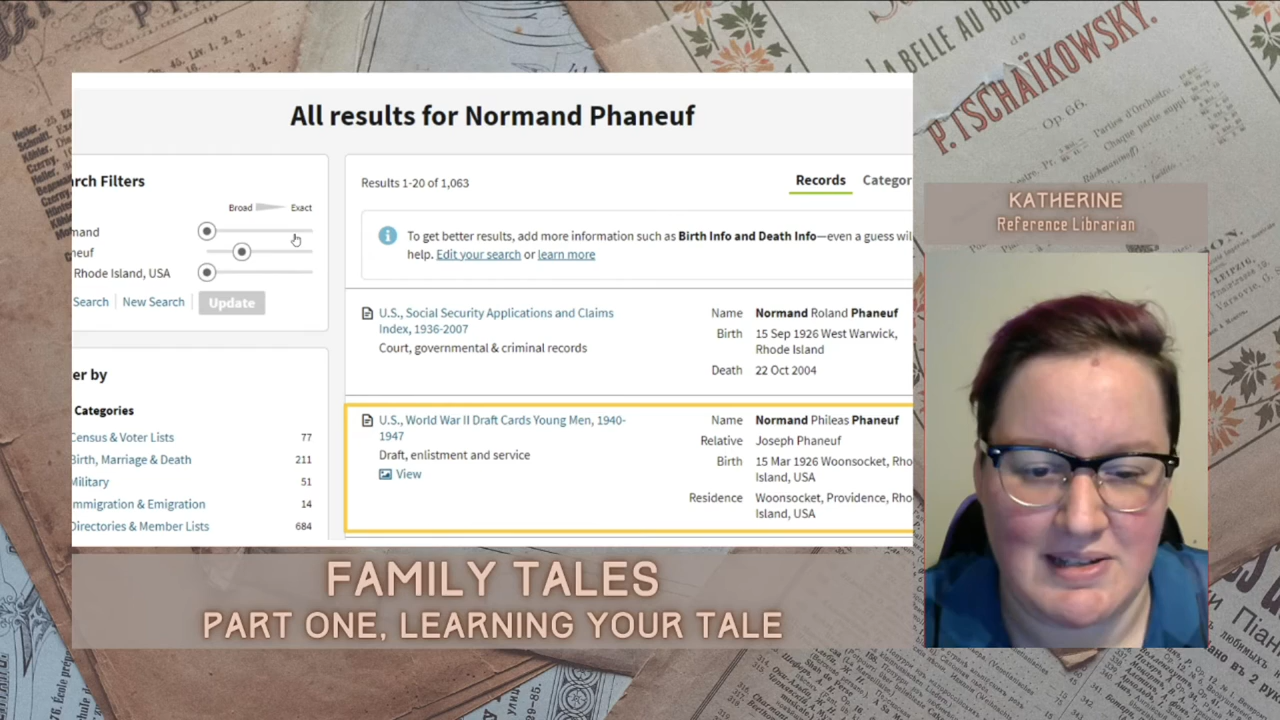 LA BELLE AU BOIS
de
P. TSCHAÏKOWSKY.
Op. 66.
All results for Normand Phaneuf
rch Filters
Broad
Exact
mand
neuf
Rhode Island, USA
Search
New Search
Update
Results 1-20 of 1,063
Records
Categor
To get better results, add more information such as Birth Info and Death Info—even a guess wil
help. Edit your search or learn more
U.S., Social Security Applications and Claims
Index, 1936-2007
Court, governmental & criminal records
Name Normand Roland Phaneuf
Birth 15 Sep 1926 West Warwick,
Rhode Island
Death 22 Oct 2004
er by
Categories
Census & Voter Lists 77
Birth, Marriage & Death 211
Military 51
mmigration & Emigration 14
Directories & Member Lists 684
U.S., World War II Draft Cards Young Men, 1940-
1947
Draft, enlistment and service
View
Name Normand Phileas Phaneuf
Relative Joseph Phaneuf
Birth 15 Mar 1926 Woonsocket, Rho
Island, USA
Residence Woonsocket, Providence, Rho
Island, USA
KATHERINE
Reference Librarian
FAMILY TALES
PART ONE, LEARNING YOUR TALE